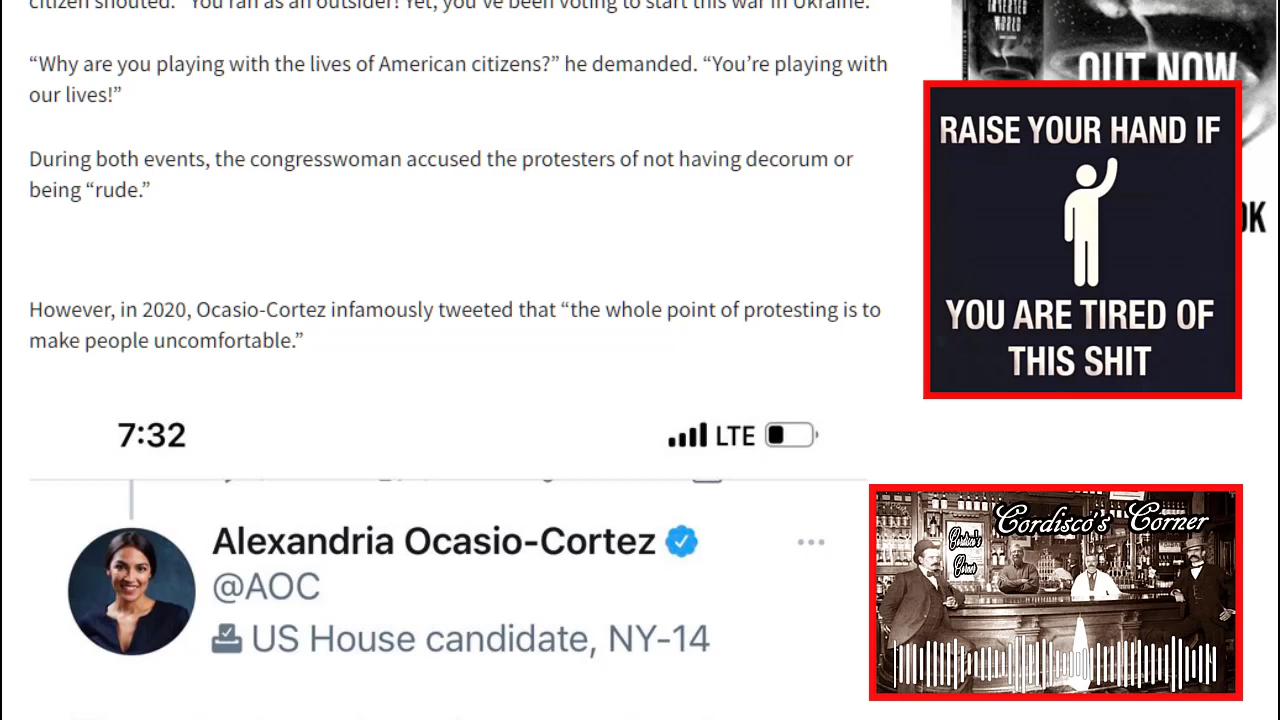 citizen shouted. “You ran as an outsider! Yet, you’ve been voting to start this war in Ukraine.
“Why are you playing with the lives of American citizens?” he demanded. “You’re playing with
our lives!”
During both events, the congresswoman accused the protesters of not having decorum or
being “rude.”
However, in 2020, Ocasio-Cortez infamously tweeted that “the whole point of protesting is to
make people uncomfortable.”
7:32
LTE
Alexandria Ocasio-Cortez
@AOC
US House candidate, NY-14
INVERTED
WORLD
OUT NOW
RAISE YOUR HAND IF
YOU ARE TIRED OF
THIS SHIT
OK
Cordisco's Corner
Cordisco's
Corner